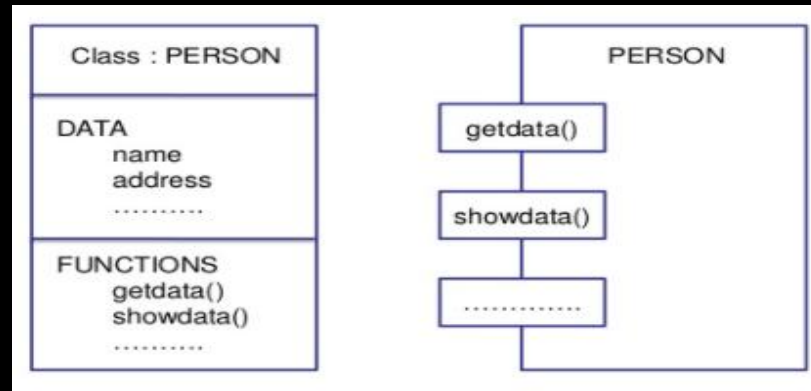 Class : PERSON
DATA
name
address
..........
FUNCTIONS
getdata()
showdata()
..........
PERSON
getdata()
showdata()
.............